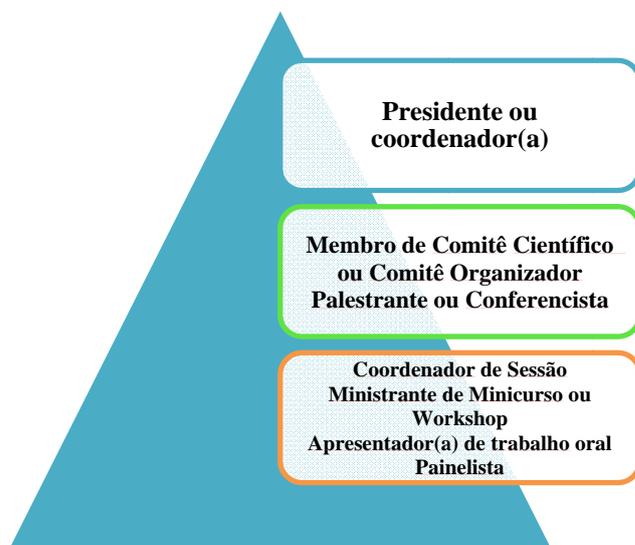 Presidente ou
coordenador(a)
Membro de Comitê Científico
ou Comitê Organizador
Palestrante ou Conferencista
Coordenador de Sessão
Ministrante de Minicurso ou
Workshop
Apresentador(a) de trabalho oral
Painelista